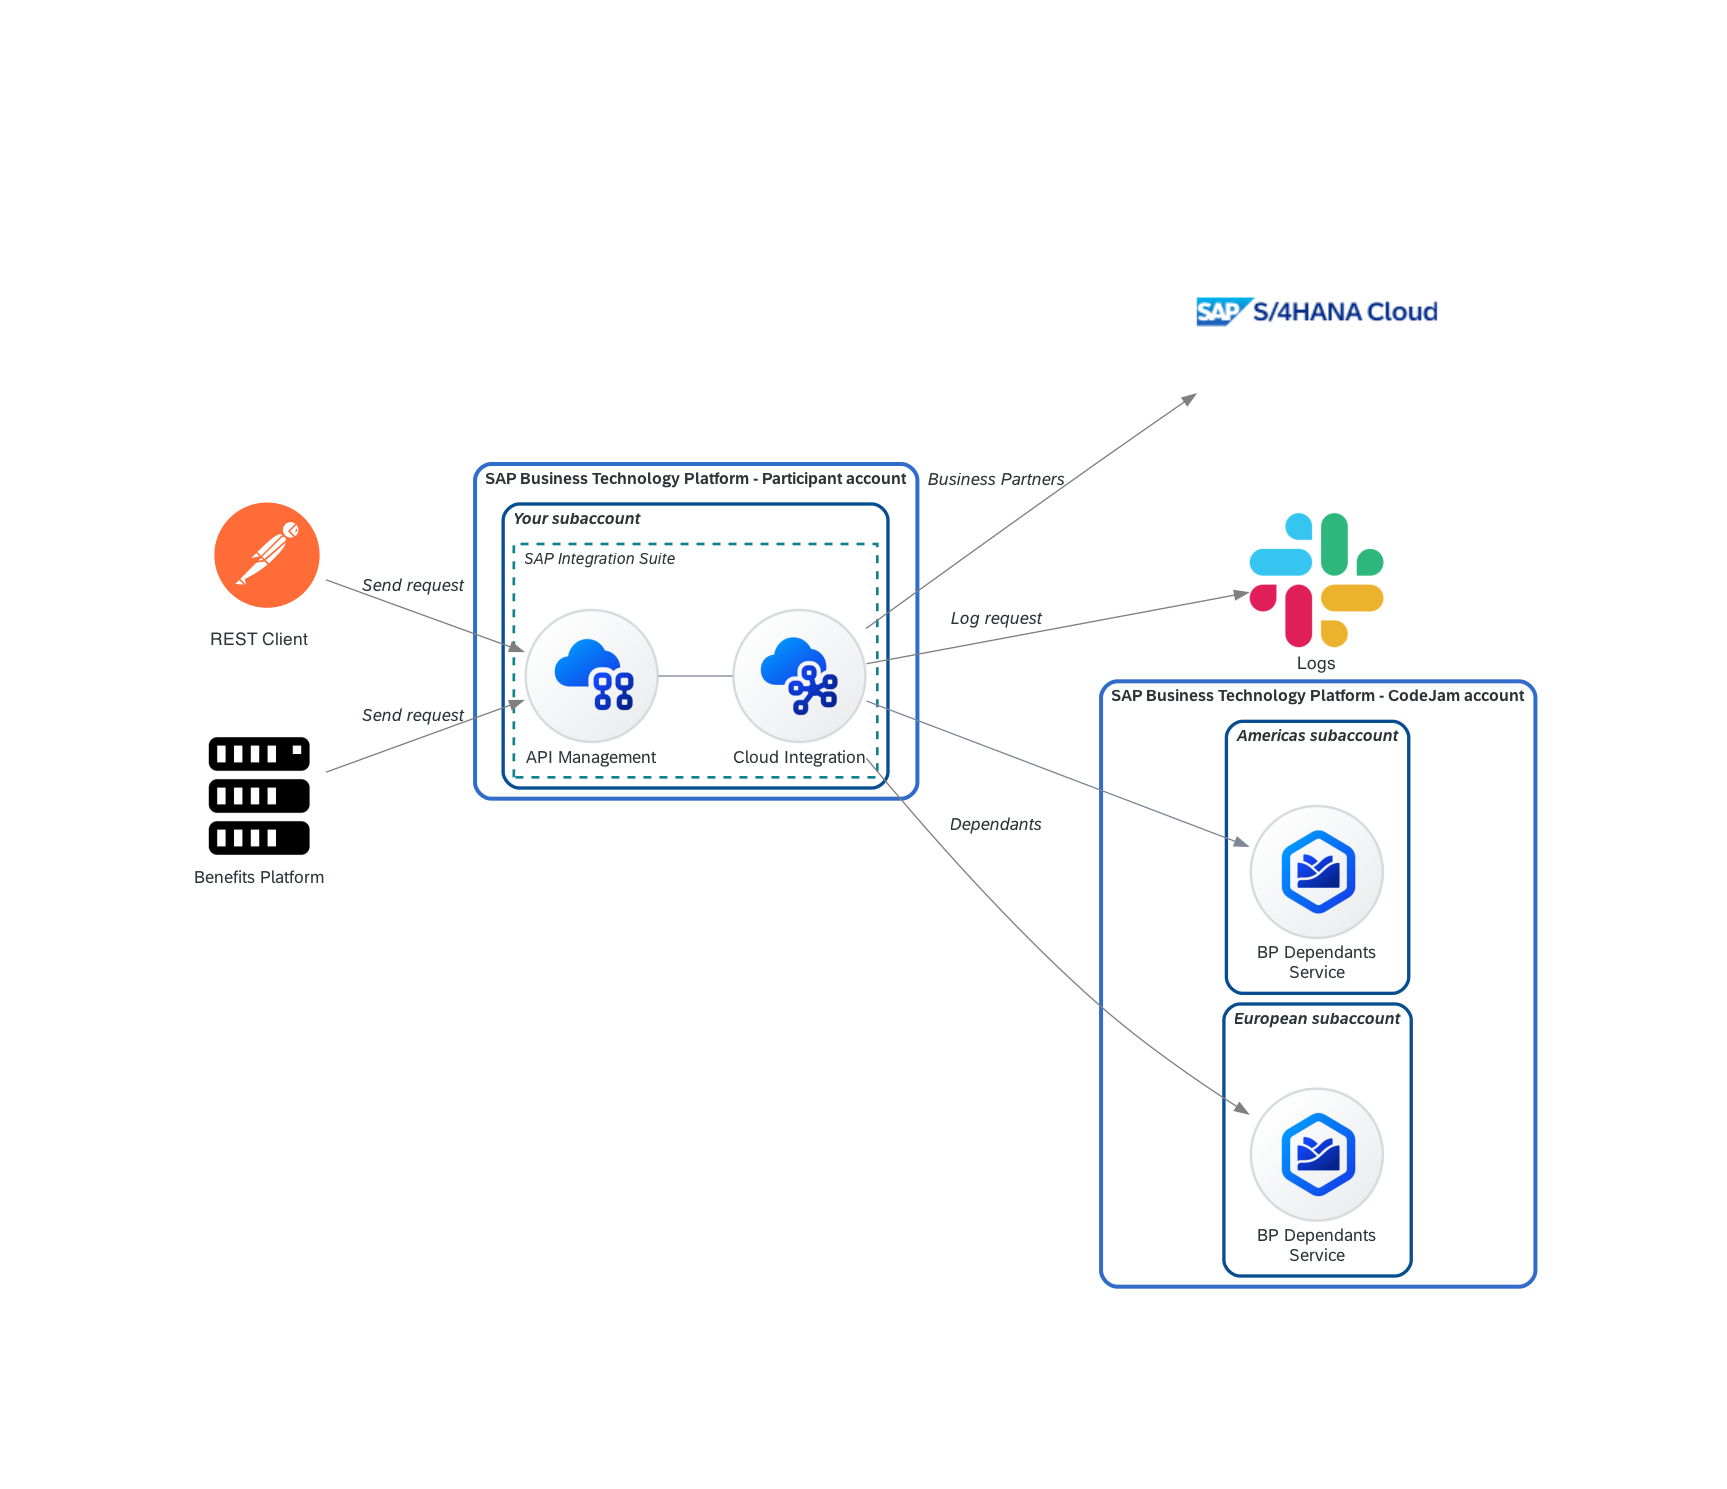 SAP S/4HANA Cloud
SAP Business Technology Platform - Participant account
Business Partners
Your subaccount
SAP Integration Suite
Send request
REST Client
Log request
Logs
SAP Business Technology Platform - CodeJam account
Send request
Americas subaccount
API Management
Cloud Integration
Dependants
Benefits Platform
BP Dependants
Service
European subaccount
BP Dependants
Service